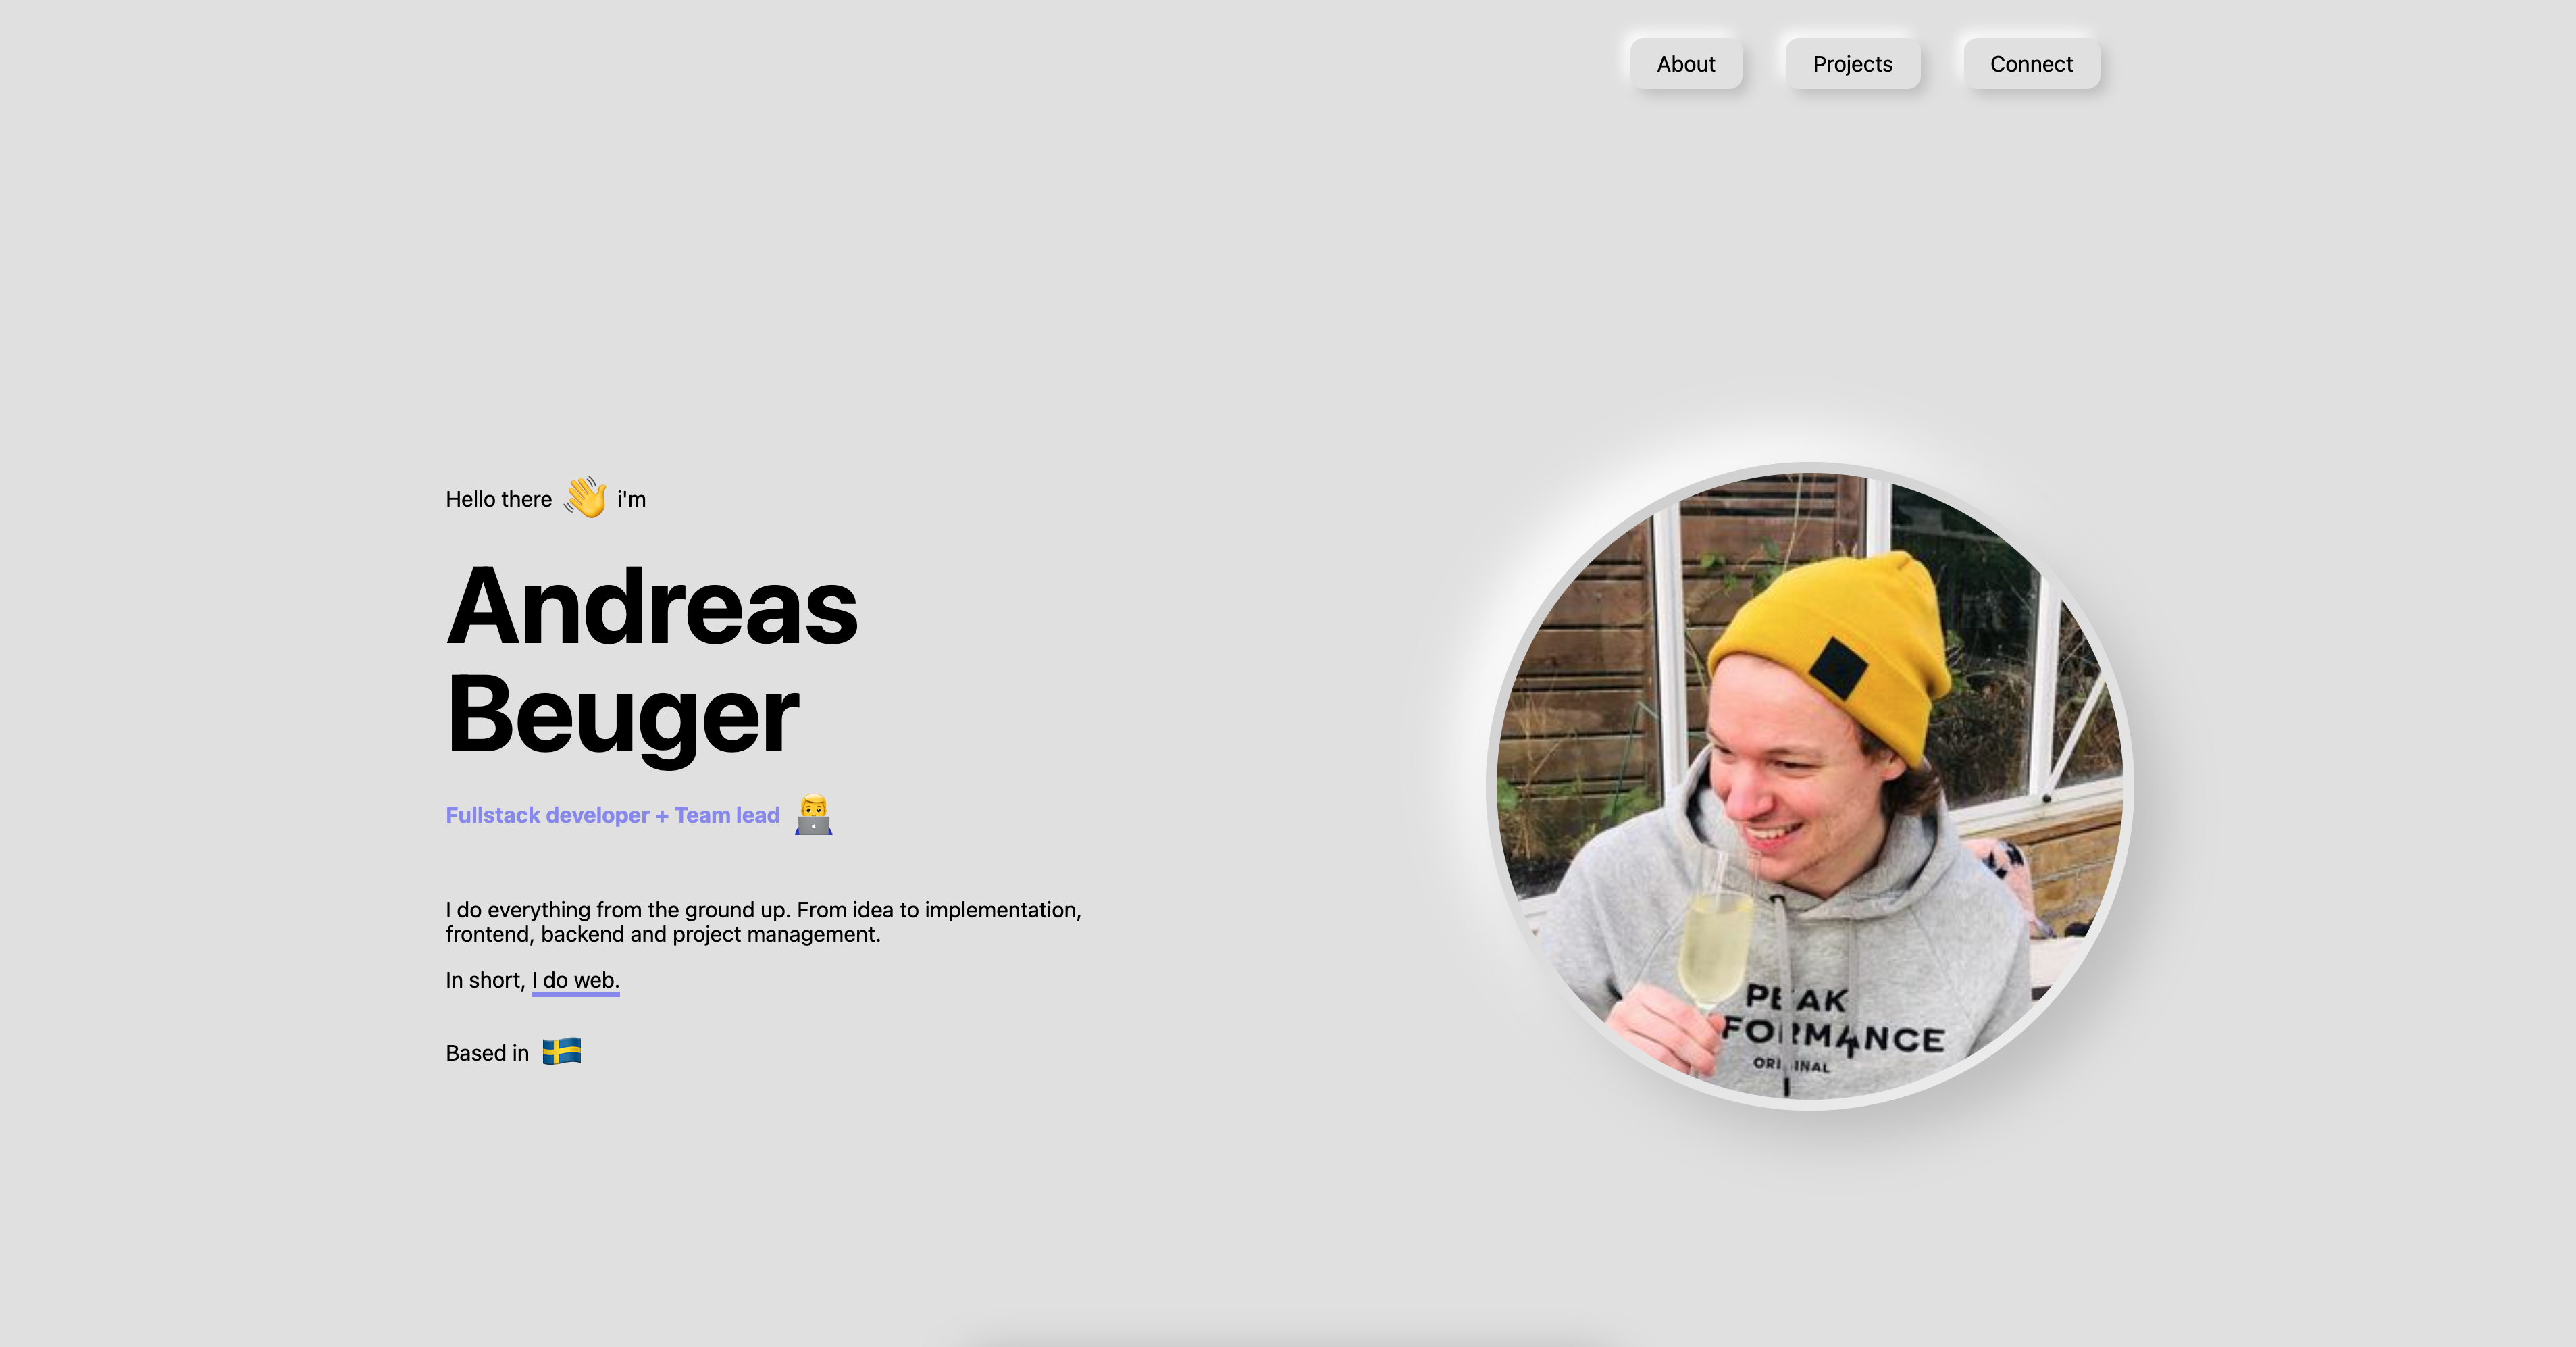 About
Projects
Connect
Hello there 👋 i'm
Andreas
Beuger
Fullstack developer + Team lead 👨‍💻
I do everything from the ground up. From idea to implementation,
frontend, backend and project management.
In short, I do web.
Based in 🇸🇪
PEAK
FORMANCE
ORIGINAL